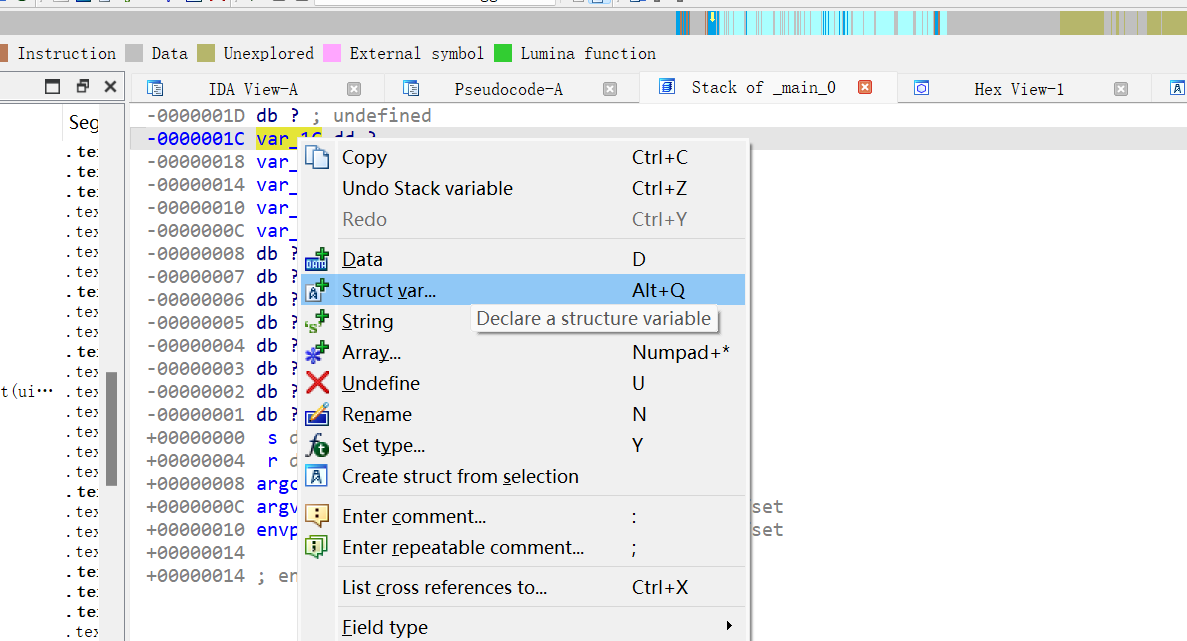 Instruction Data Unexplored External symbol Lumina function
IDA View-A Pseudocode-A Stack of _main_0 Hex View-1
Seg
-0000001D db ? ; undefined
-0000001C var_1C dd ?
-00000018 var_
-00000014 var_
-00000010 var_
-0000000C var_
-00000008 db ?
-00000007 db ?
-00000006 db ?
-00000005 db ?
-00000004 db ?
-00000003 db ?
-00000002 db ?
-00000001 db ?
+00000000 s d
+00000004 r d
+00000008 argc
+0000000C argv set
+00000010 envp set
+00000014
+00000014 ; en
.te
.te
.te
.tex
.tex
.tex
.tex
.te
.tex
.tex
.te
.tex
t(ui… .tex
.tex
.tex
.tex
.tex
.te
.tex
.tex
.tex
.te
.te
.te
.tex
Copy Ctrl+C
Undo Stack variable Ctrl+Z
Redo Ctrl+Y
Data D
Struct var... Alt+Q
Declare a structure variable
String
Array... Numpad+*
Undefine U
Rename N
Set type... Y
Create struct from selection
Enter comment... :
Enter repeatable comment... ;
List cross references to... Ctrl+X
Field type